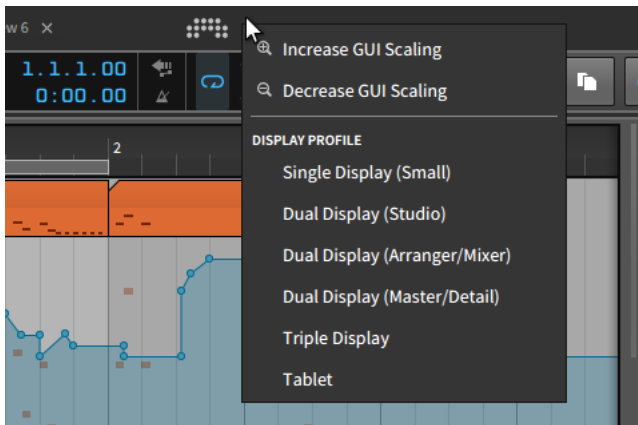 w 6 ×
Increase GUI Scaling
1.1.1.00
0:00.00
Decrease GUI Scaling
DISPLAY PROFILE
2
Single Display (Small)
Dual Display (Studio)
Dual Display (Arranger/Mixer)
Dual Display (Master/Detail)
Triple Display
Tablet